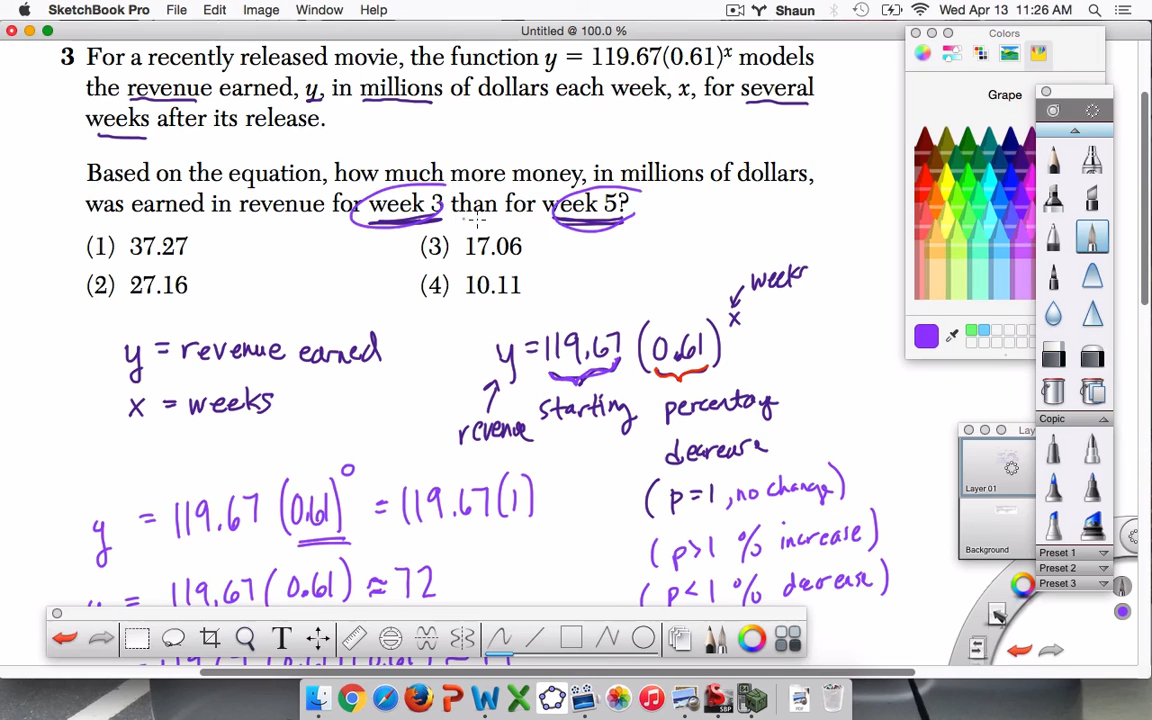 SketchBook Pro File Edit Image Window Help Shaun Wed Apr 13 11:26 AM
Untitled @ 100.0 %
Colors
3 For a recently released movie, the function y = 119.67(0.61)^x models
the revenue earned, y, in millions of dollars each week, x, for several
weeks after its release.
Grape
Based on the equation, how much more money, in millions of dollars,
was earned in revenue for week 3 than for week 5?
(1) 37.27 (3) 17.06
(2) 27.16 (4) 10.11
weeks
y = revenue earned
y = 119.67 (0.61)^x
x = weeks
revenue starting percentage
decrease
y = 119.67 (0.61)^0 = (119.67(1)
(p=1, no change)
(p>1 % increase)
(p<1 % decrease)
= 119.67(0.61) ≈ 72
Copic
La
Layer 01
Background
Preset 1
Preset 2
Preset 3
T
SBP
PDF